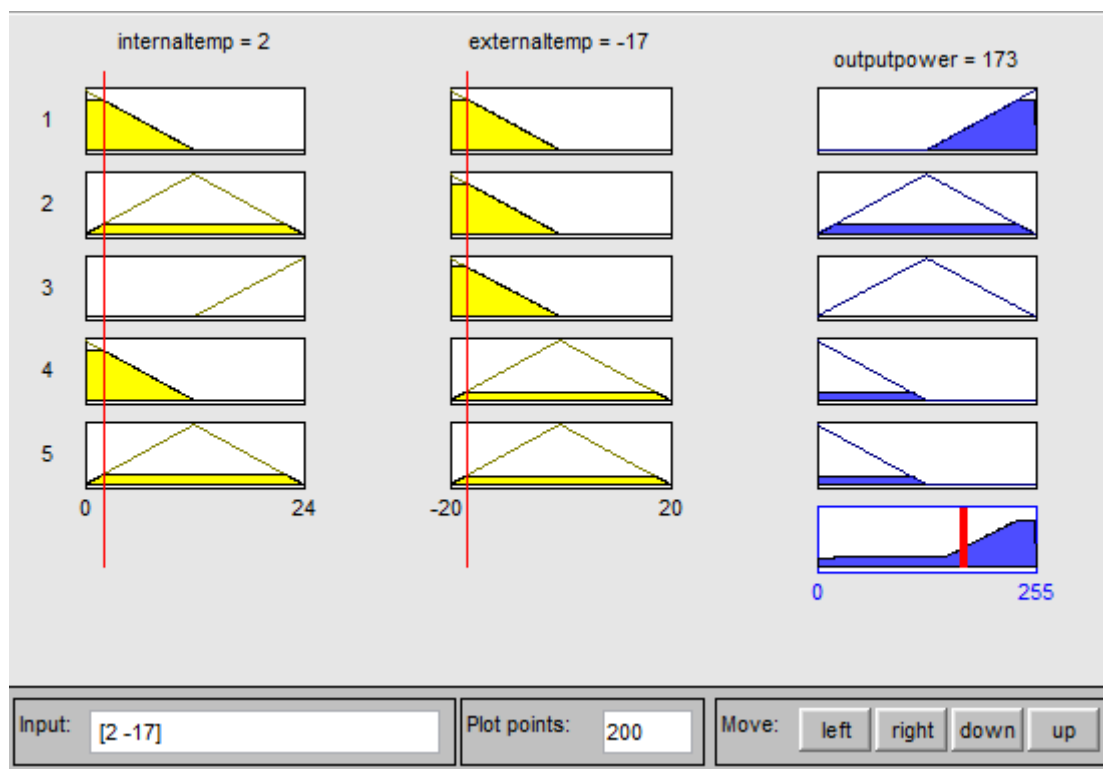 internaltemp = 2
externaltemp = -17
outputpower = 173
1
2
3
4
5
0 24
-20 20
0 255
Input: [2 -17]
Plot points: 200
Move: left right down up